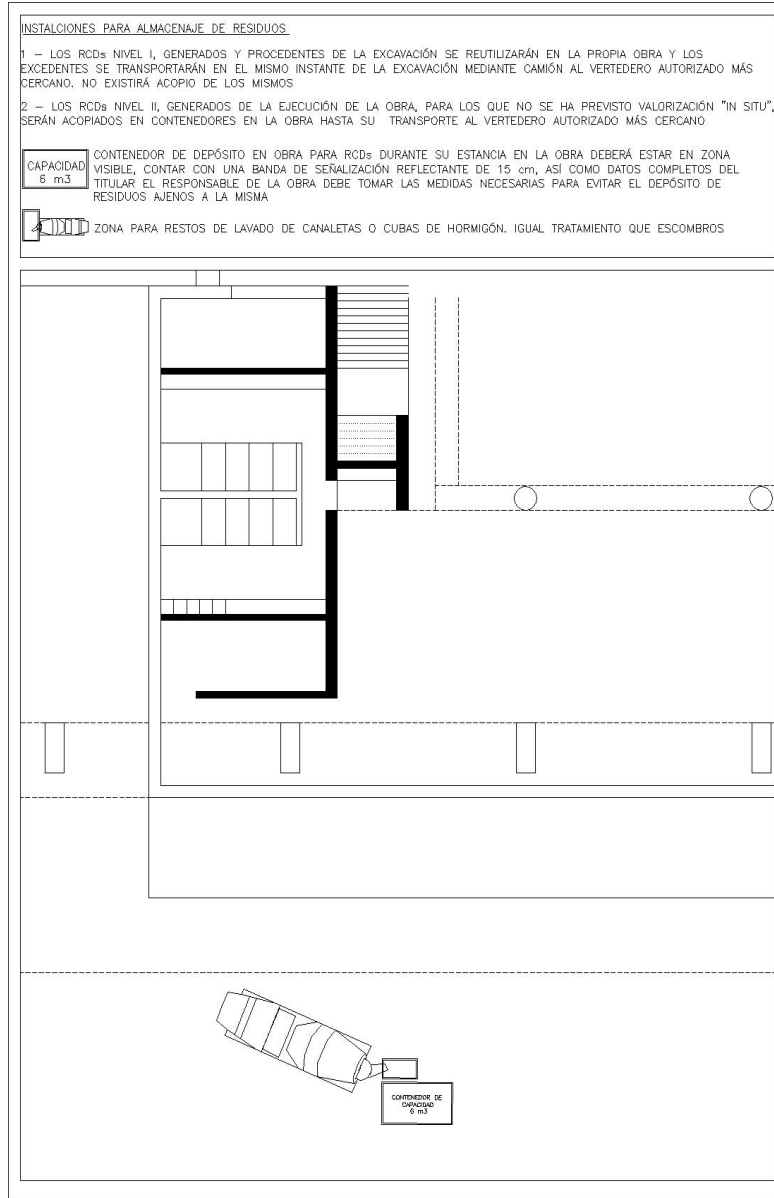 INSTALCIONES PARA ALMACENAJE DE RESIDUOS
1 – LOS RCDs NIVEL I, GENERADOS Y PROCEDENTES DE LA EXCAVACIÓN SE REUTILIZARÁN EN LA PROPIA OBRA Y LOS
EXCEDENTES SE TRANSPORTARÁN EN EL MISMO INSTANTE DE LA EXCAVACIÓN MEDIANTE CAMIÓN AL VERTEDERO AUTORIZADO MÁS
CERCANO. NO EXISTIRÁ ACOPIO DE LOS MISMOS
2 – LOS RCDs NIVEL II, GENERADOS DE LA EJECUCIÓN DE LA OBRA, PARA LOS QUE NO SE HA PREVISTO VALORIZACIÓN "IN SITU",
SERÁN ACOPIADOS EN CONTENEDORES EN LA OBRA HASTA SU TRANSPORTE AL VERTEDERO AUTORIZADO MÁS CERCANO
CAPACIDAD
6 m3
CONTENEDOR DE DEPÓSITO EN OBRA PARA RCDs DURANTE SU ESTANCIA EN LA OBRA DEBERÁ ESTAR EN ZONA
VISIBLE, CONTAR CON UNA BANDA DE SEÑALIZACIÓN REFLECTANTE DE 15 cm, ASÍ COMO DATOS COMPLETOS DEL
TITULAR EL RESPONSABLE DE LA OBRA DEBE TOMAR LAS MEDIDAS NECESARIAS PARA EVITAR EL DEPÓSITO DE
RESIDUOS AJENOS A LA MISMA
ZONA PARA RESTOS DE LAVADO DE CANALETAS O CUBAS DE HORMIGÓN. IGUAL TRATAMIENTO QUE ESCOMBROS
CONTENEDOR DE
CAPACIDAD
6 m3